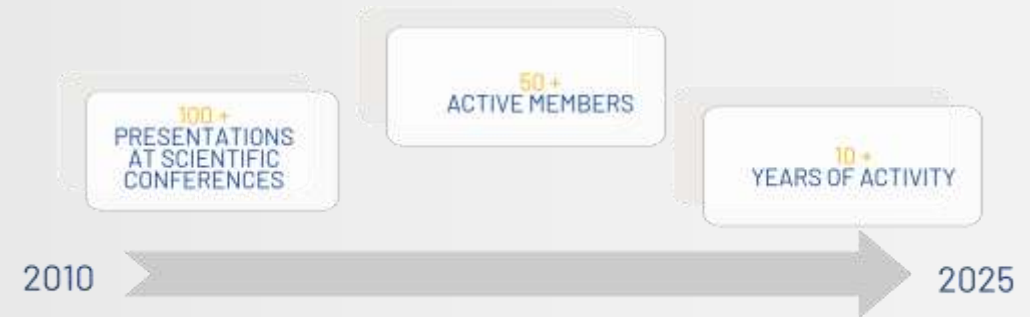 100 +
PRESENTATIONS
AT SCIENTIFIC
CONFERENCES
50 +
ACTIVE MEMBERS
10 +
YEARS OF ACTIVITY
2010
2025